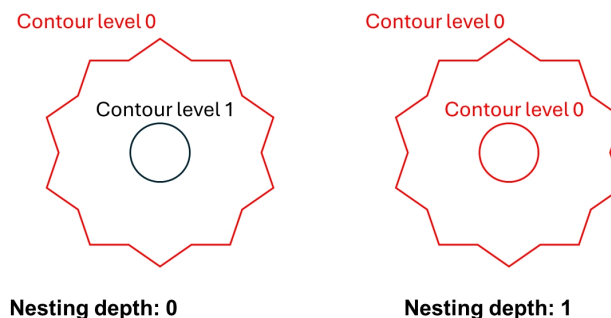 Contour level 0
Contour level 0
Contour level 1
Contour level 0
Nesting depth: 0
Nesting depth: 1